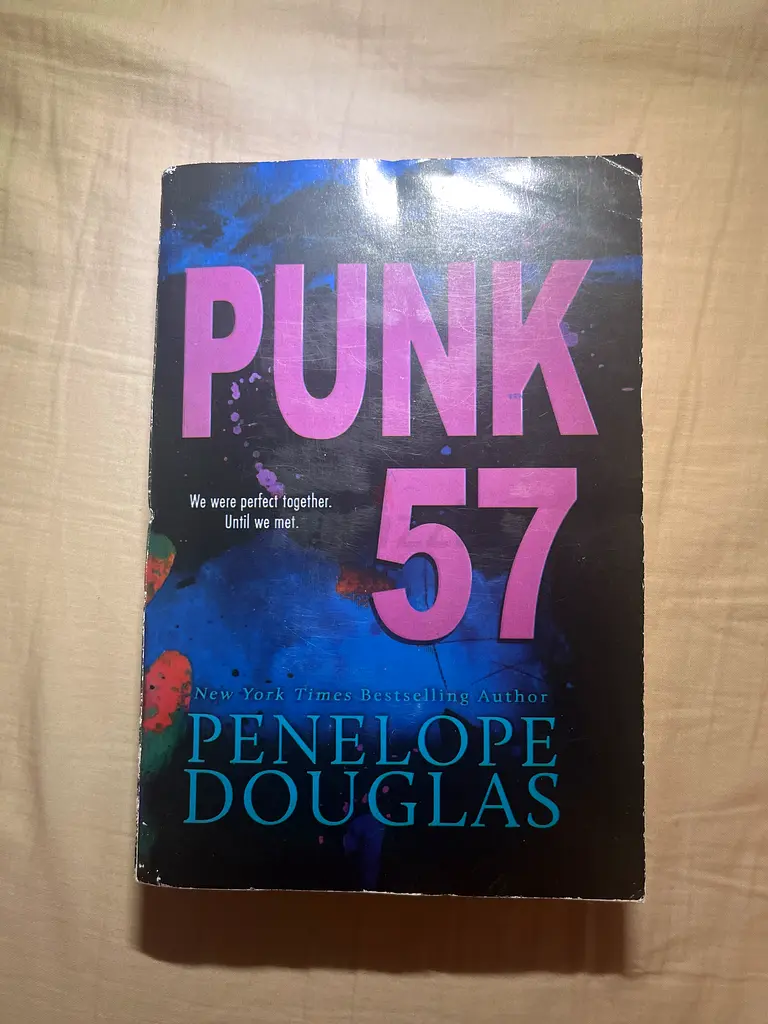 PUNK
57
We were perfect together.
Until we met.
New York Times Bestselling Author
PENELOPE
DOUGLAS